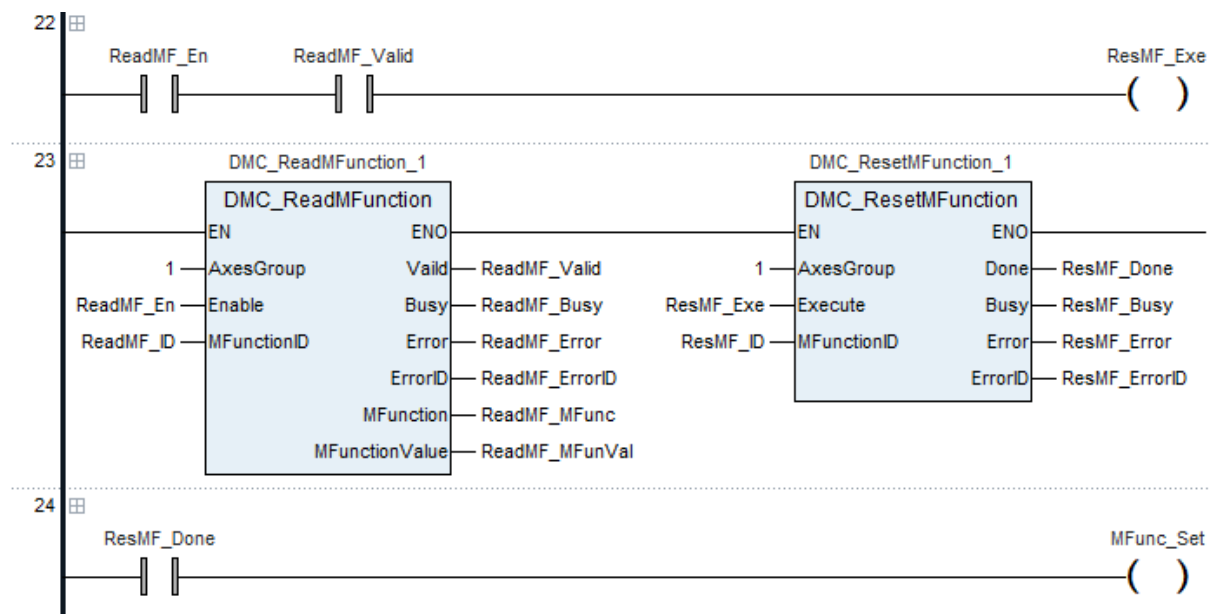 22
ReadMF_En ReadMF_Valid ResMF_Exe
23
DMC_ReadMFunction_1 DMC_ResetMFunction_1
DMC_ReadMFunction DMC_ResetMFunction
EN ENO EN ENO
1 AxesGroup Vaild ReadMF_Valid 1 AxesGroup Done ResMF_Done
ReadMF_En Enable Busy ReadMF_Busy ResMF_Exe Execute Busy ResMF_Busy
ReadMF_ID MFunctionID Error ReadMF_Error ResMF_ID MFunctionID Error ResMF_Error
ErrorID ReadMF_ErrorID ErrorID ResMF_ErrorID
MFunction ReadMF_MFunc
MFunctionValue ReadMF_MFunVal
24
ResMF_Done MFunc_Set